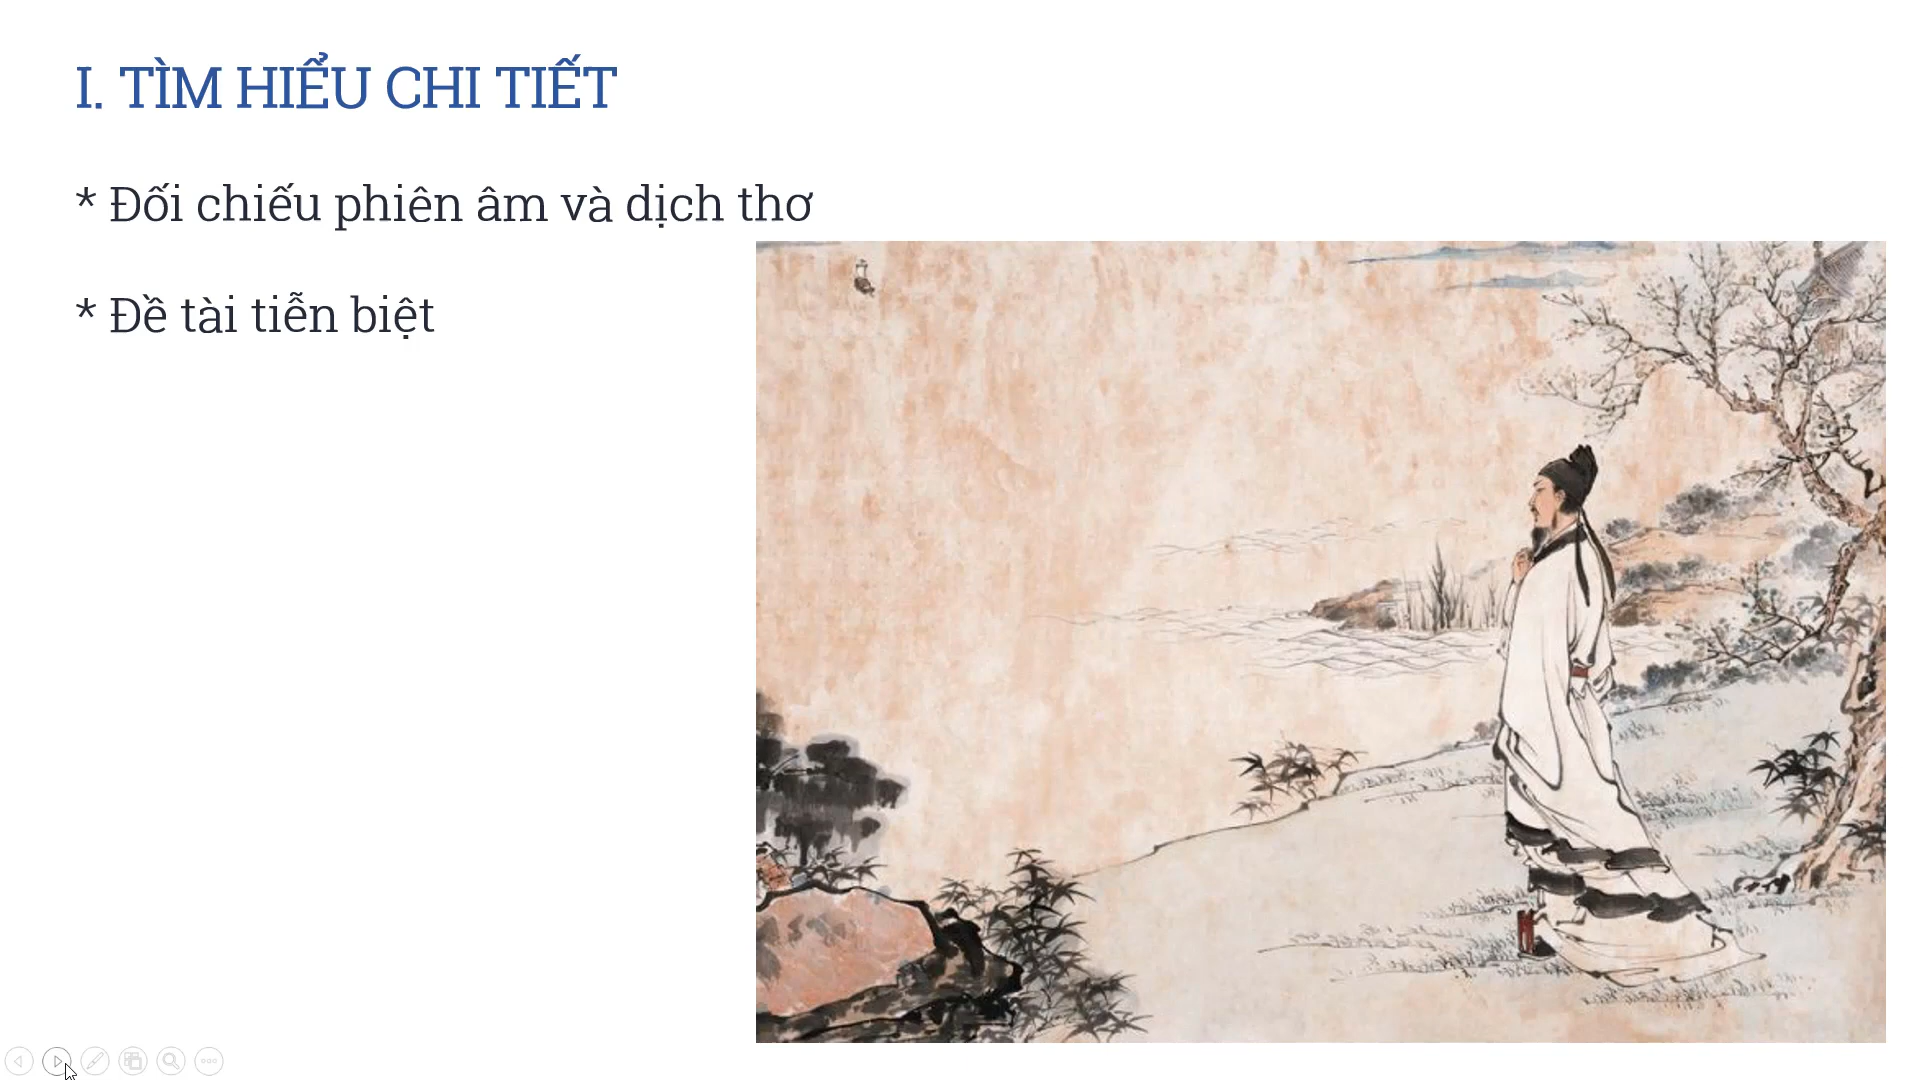 I. TÌM HIỂU CHI TIẾT
* Đối chiếu phiên âm và dịch thơ
* Đề tài tiễn biệt